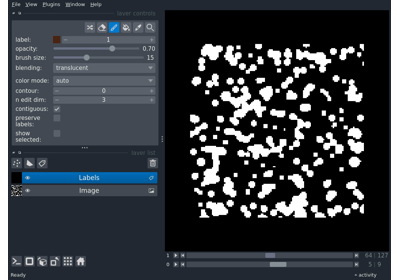 File View Plugins Window Help
layer controls
label: 1
opacity: 0.70
brush size: 15
blending: translucent
color mode: auto
contour: 0
n edit dim: 3
contiguous:
preserve
labels:
show
selected:
layer list
Labels
Image
1 64 127
0 5 9
Ready activity